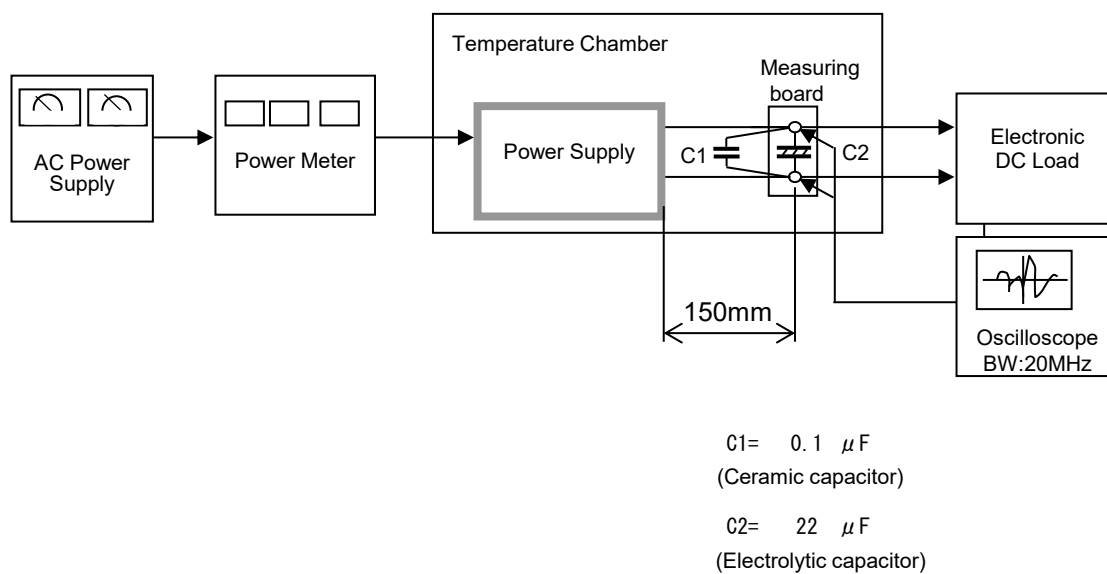 Temperature Chamber
Measuring
board
AC Power
Supply
Power Meter
Power Supply
C1
C2
Electronic
DC Load
150mm
Oscilloscope
BW:20MHz
C1= 0.1 μF
(Ceramic capacitor)
C2= 22 μF
(Electrolytic capacitor)